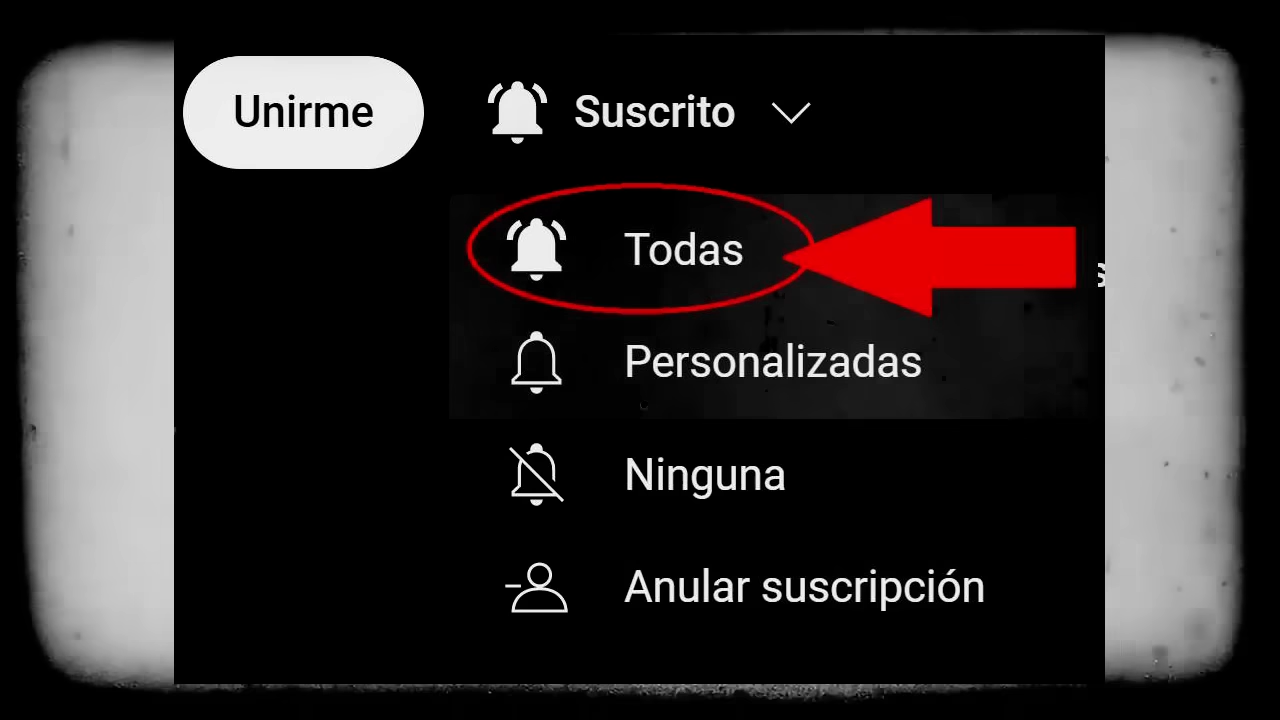 Unirme
Suscrito
Todas
Personalizadas
Ninguna
Anular suscripción